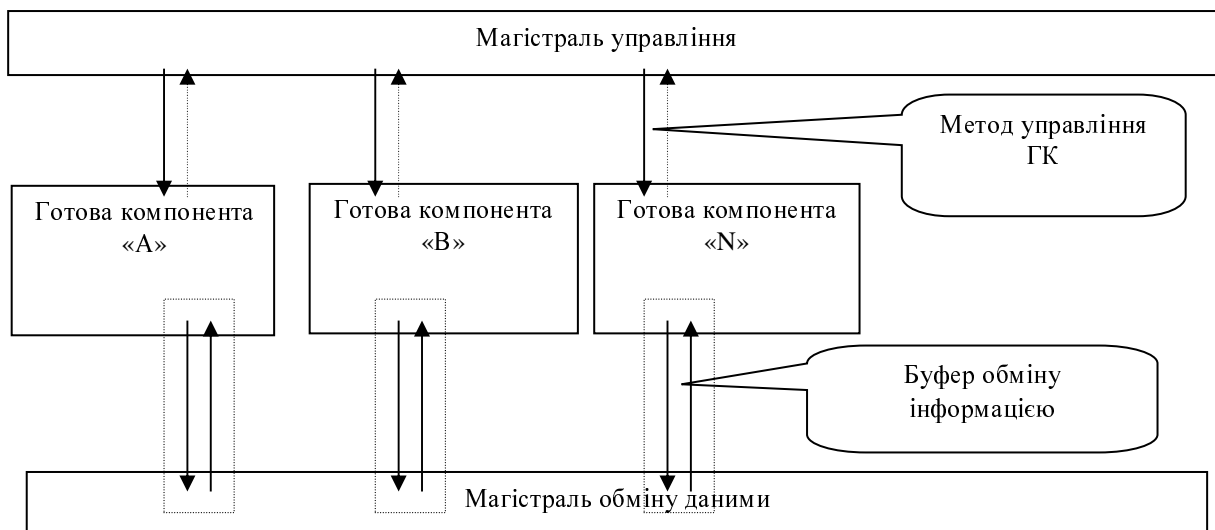 Магістраль управління
Метод управління
ГК
Готова компонента
«А»
Готова компонента
«В»
Готова компонента
«N»
Буфер обміну
інформацією
Магістраль обміну даними